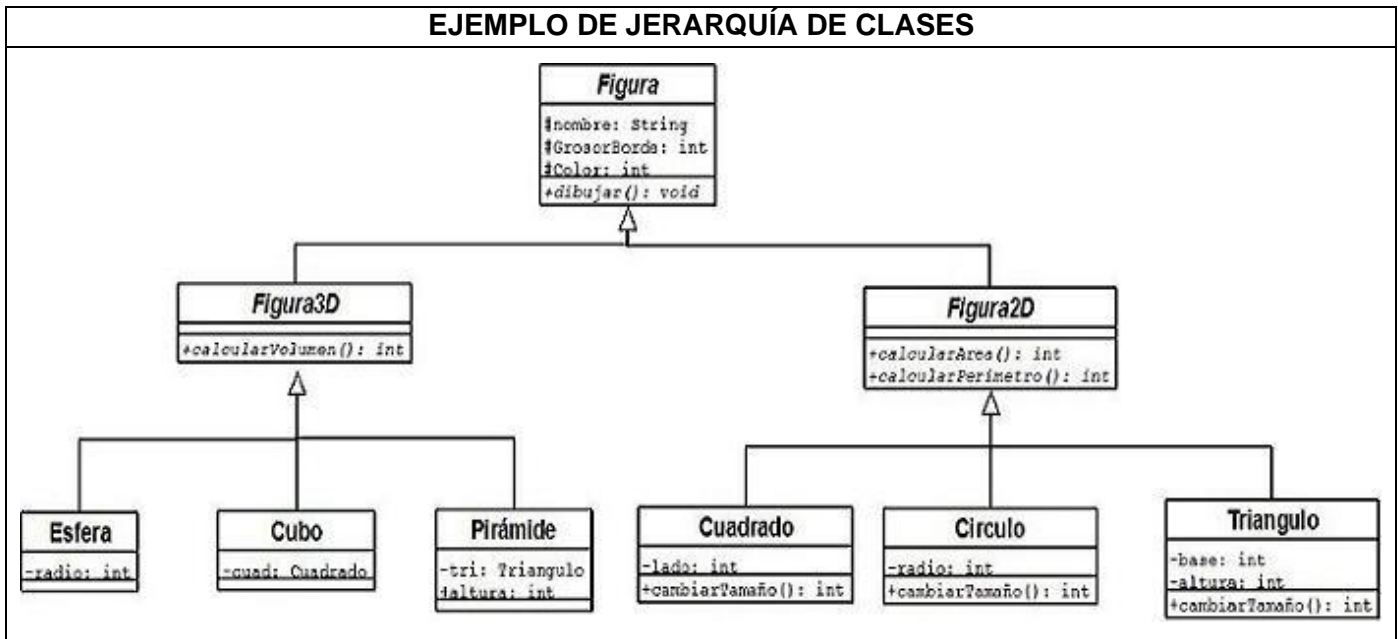 EJEMPLO DE JERARQUÍA DE CLASES
Figura
#nombre: String
#GrosorBorde: int
#Color: int
+dibujar(): void
Figura3D
+calcularVolumen(): int
Figura2D
+calcularArea(): int
+calcularPerimetro(): int
Esfera
-radio: int
Cubo
-cuad: Cuadrado
Pirámide
-tri: Triangulo
+altura: int
Cuadrado
-lado: int
+cambiarTamaño(): int
Circulo
-radio: int
+cambiarTamaño(): int
Triangulo
-base: int
-altura: int
+cambiarTamaño(): int